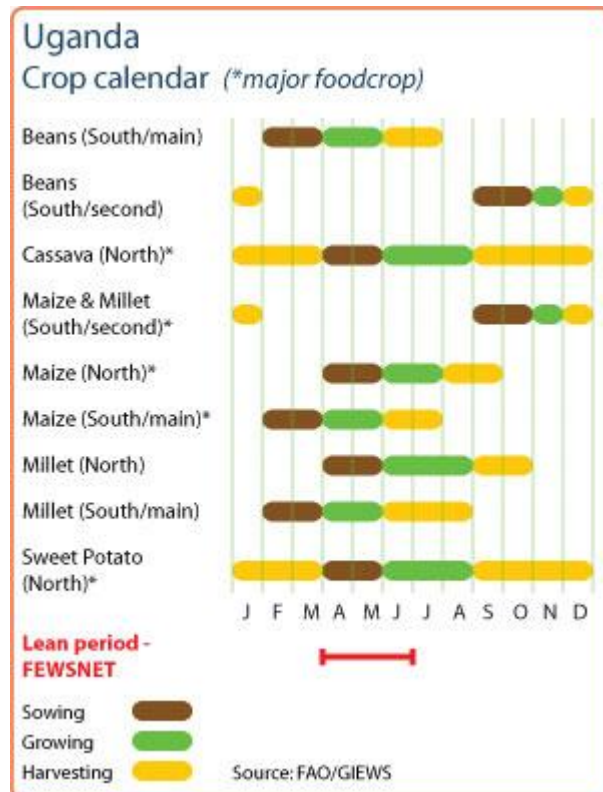 Uganda
Crop calendar (*major foodcrop)
Beans (South/main)
Beans
(South/second)
Cassava (North)*
Maize & Millet
(South/second)*
Maize (North)*
Maize (South/main)*
Millet (North)
Millet (South/main)
Sweet Potato
(North)*
J F M A M J J A S O N D
Lean period -
FEWSNET
Sowing
Growing
Harvesting
Source: FAO/GIEWS